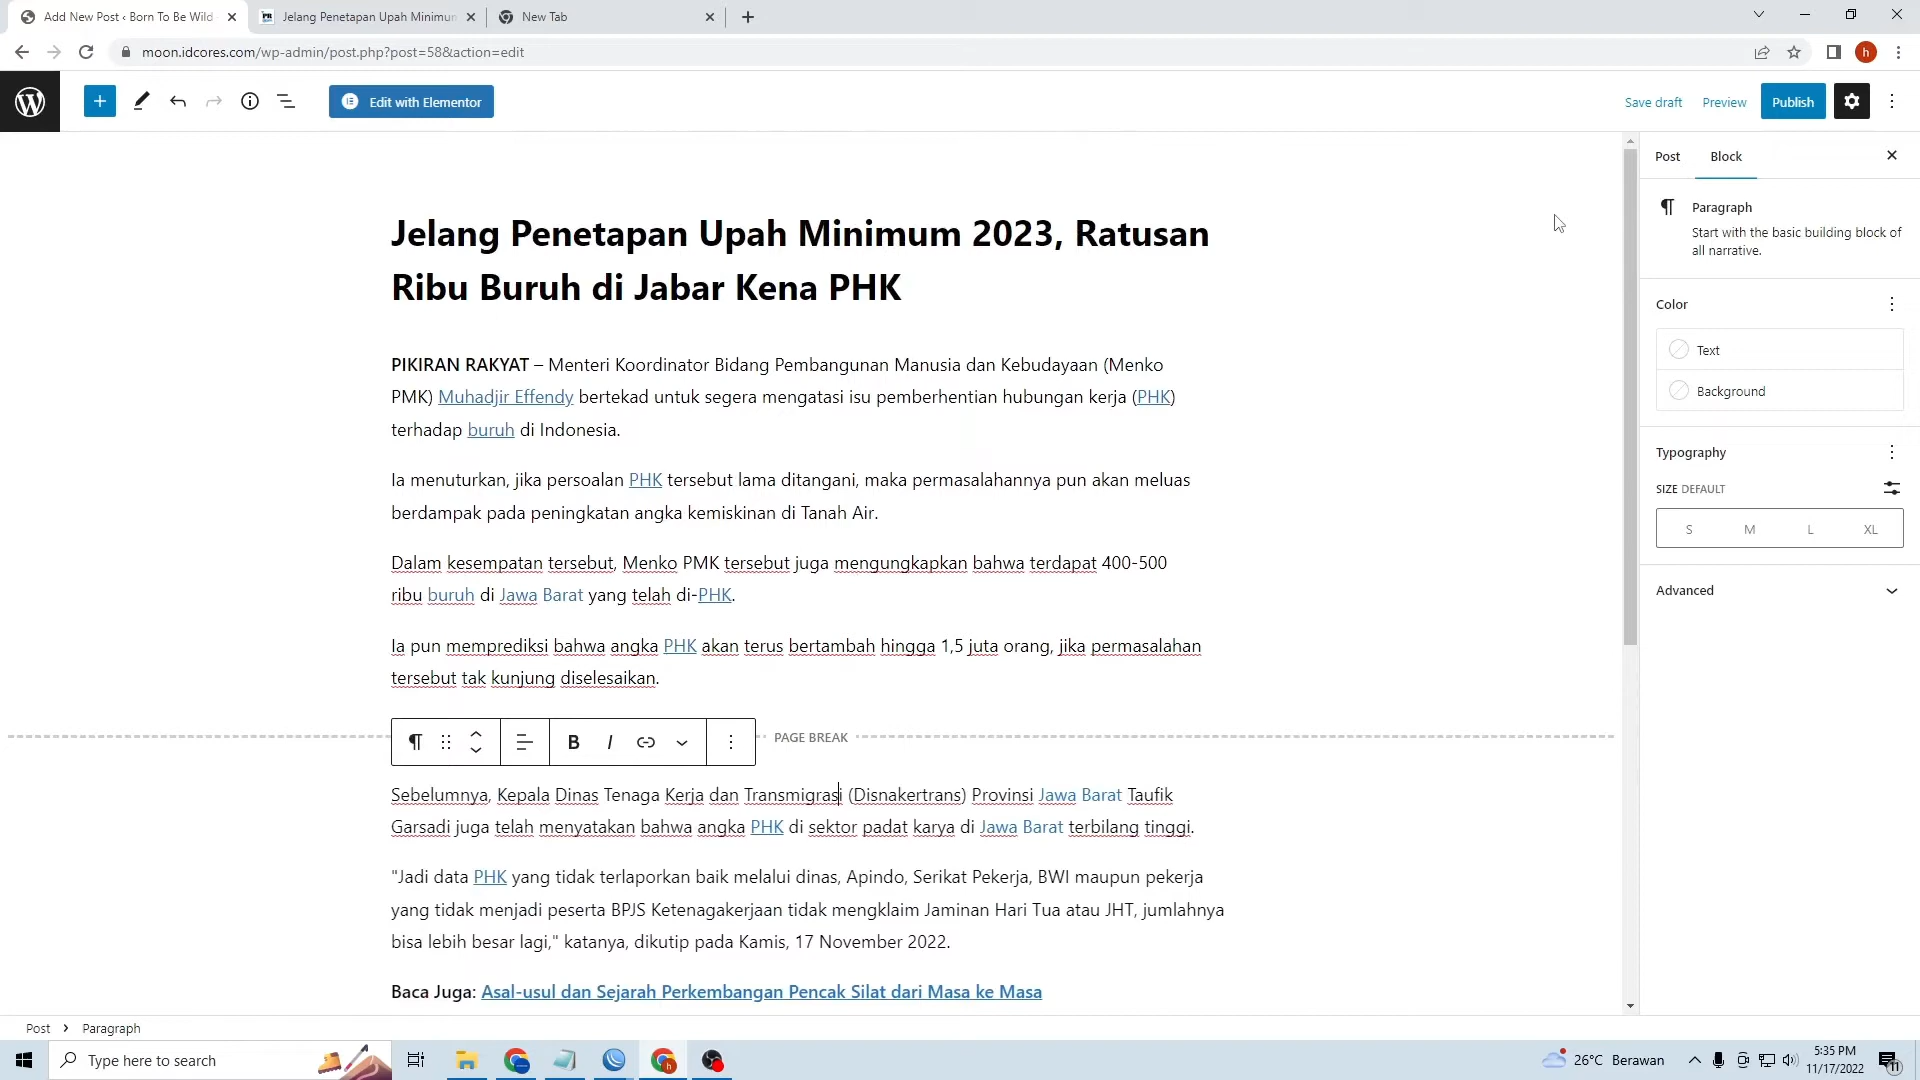 Add New Post ‹ Born To Be Wild
Jelang Penetapan Upah Minimun
New Tab
moon.idcores.com/wp-admin/post.php?post=58&action=edit
h
Edit with Elementor
Save draft
Preview
Publish
Post
Block
Paragraph
Start with the basic building block of
all narrative.
Color
Text
Background
Typography
SIZE DEFAULT
S M L XL
Advanced
Jelang Penetapan Upah Minimum 2023, Ratusan
Ribu Buruh di Jabar Kena PHK
PIKIRAN RAKYAT – Menteri Koordinator Bidang Pembangunan Manusia dan Kebudayaan (Menko
PMK) Muhadjir Effendy bertekad untuk segera mengatasi isu pemberhentian hubungan kerja (PHK)
terhadap buruh di Indonesia.
Ia menuturkan, jika persoalan PHK tersebut lama ditangani, maka permasalahannya pun akan meluas
berdampak pada peningkatan angka kemiskinan di Tanah Air.
Dalam kesempatan tersebut, Menko PMK tersebut juga mengungkapkan bahwa terdapat 400-500
ribu buruh di Jawa Barat yang telah di-PHK.
Ia pun memprediksi bahwa angka PHK akan terus bertambah hingga 1,5 juta orang, jika permasalahan
tersebut tak kunjung diselesaikan.
B I
PAGE BREAK
Sebelumnya, Kepala Dinas Tenaga Kerja dan Transmigrasi (Disnakertrans) Provinsi Jawa Barat Taufik
Garsadi juga telah menyatakan bahwa angka PHK di sektor padat karya di Jawa Barat terbilang tinggi.
"Jadi data PHK yang tidak terlaporkan baik melalui dinas, Apindo, Serikat Pekerja, BWI maupun pekerja
yang tidak menjadi peserta BPJS Ketenagakerjaan tidak mengklaim Jaminan Hari Tua atau JHT, jumlahnya
bisa lebih besar lagi," katanya, dikutip pada Kamis, 17 November 2022.
Baca Juga: Asal-usul dan Sejarah Perkembangan Pencak Silat dari Masa ke Masa
Post › Paragraph
Type here to search
26°C Berawan
5:35 PM
11/17/2022
11